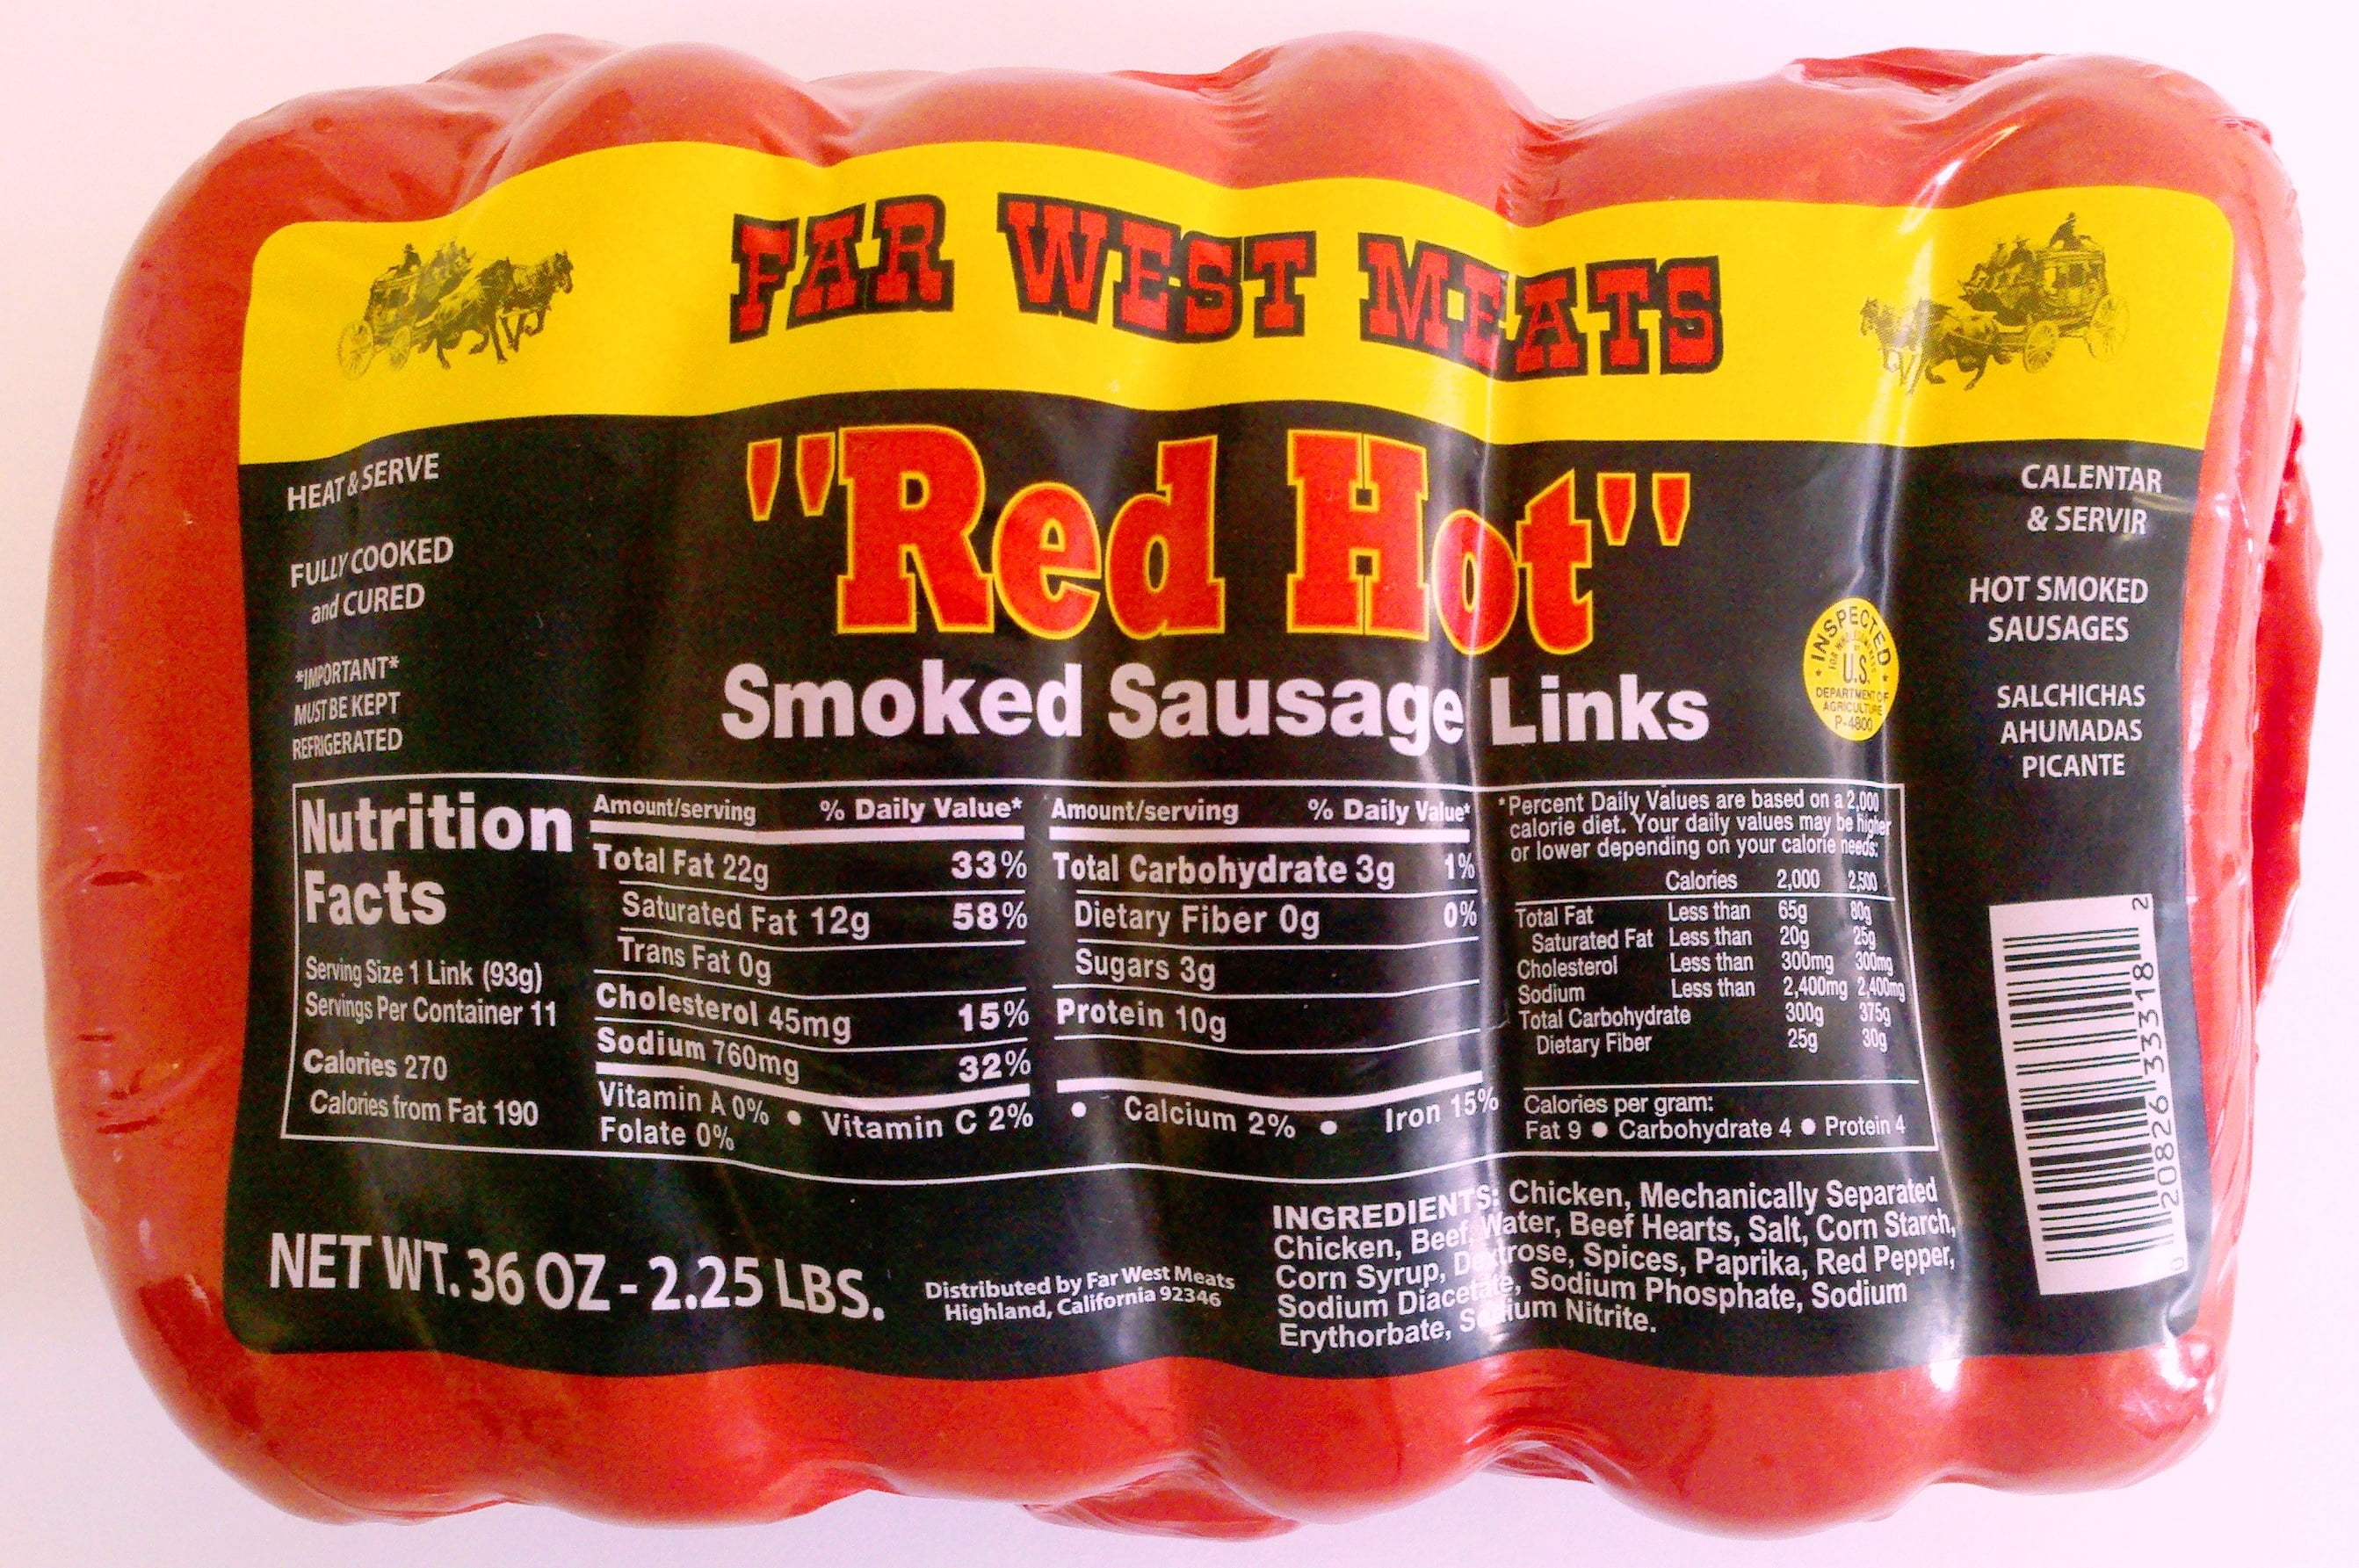 FAR WEST MEATS
"Red Hot"
Smoked Sausage Links
HEAT & SERVE
FULLY COOKED
and CURED
*IMPORTANT*
MUST BE KEPT
REFRIGERATED
CALENTAR
& SERVIR
HOT SMOKED
SAUSAGES
SALCHICHAS
AHUMADAS
PICANTE
INSPECTED
FOR WHOLESOMENESS
BY
U.S.
DEPARTMENT OF
AGRICULTURE
P-4800
Nutrition
Facts
Serving Size 1 Link (93g)
Servings Per Container 11
Calories 270
Calories from Fat 190
Amount/serving % Daily Value*
Total Fat 22g 33%
Saturated Fat 12g 58%
Trans Fat 0g
Cholesterol 45mg 15%
Sodium 760mg 32%
Amount/serving % Daily Value*
Total Carbohydrate 3g 1%
Dietary Fiber 0g 0%
Sugars 3g
Protein 10g
Vitamin A 0% • Vitamin C 2% • Calcium 2% • Iron 15%
Folate 0%
*Percent Daily Values are based on a 2,000
calorie diet. Your daily values may be higher
or lower depending on your calorie needs:
Calories 2,000 2,500
Total Fat Less than 65g 80g
Saturated Fat Less than 20g 25g
Cholesterol Less than 300mg 300mg
Sodium Less than 2,400mg 2,400mg
Total Carbohydrate 300g 375g
Dietary Fiber 25g 30g
Calories per gram:
Fat 9 • Carbohydrate 4 • Protein 4
NET WT. 36 OZ - 2.25 LBS.
Distributed by Far West Meats
Highland, California 92346
INGREDIENTS: Chicken, Mechanically Separated
Chicken, Beef, Water, Beef Hearts, Salt, Corn Starch,
Corn Syrup, Dextrose, Spices, Paprika, Red Pepper,
Sodium Diacetate, Sodium Phosphate, Sodium
Erythorbate, Sodium Nitrite.
0 20826 33318 2